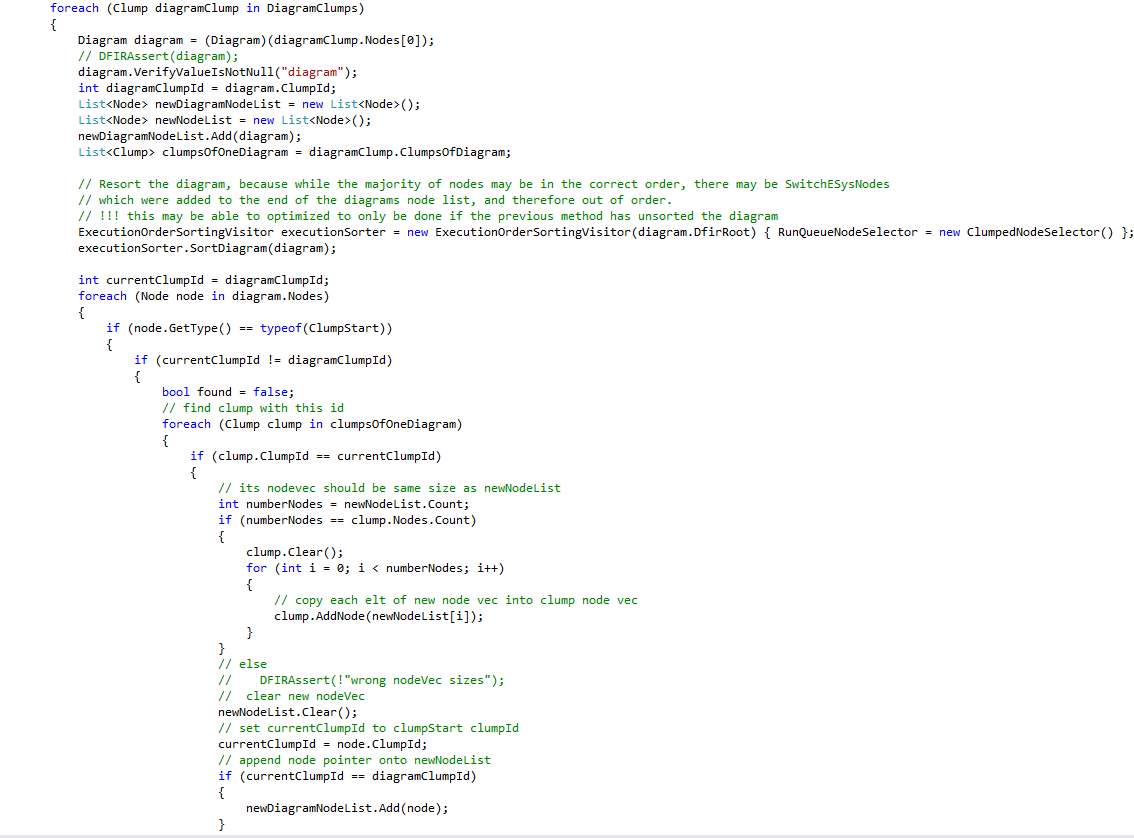 foreach (Clump diagramClump in DiagramClumps)
{
    Diagram diagram = (Diagram)(diagramClump.Nodes[0]);
    // DFIRAssert(diagram);
    diagram.VerifyValueIsNotNull("diagram");
    int diagramClumpId = diagram.ClumpId;
    List<Node> newDiagramNodeList = new List<Node>();
    List<Node> newNodeList = new List<Node>();
    newDiagramNodeList.Add(diagram);
    List<Clump> clumpsOfOneDiagram = diagramClump.ClumpsOfDiagram;

    // Resort the diagram, because while the majority of nodes may be in the correct order, there may be SwitchESysNodes
    // which were added to the end of the diagrams node list, and therefore out of order.
    // !!! this may be able to optimized to only be done if the previous method has unsorted the diagram
    ExecutionOrderSortingVisitor executionSorter = new ExecutionOrderSortingVisitor(diagram.DfirRoot) { RunQueueNodeSelector = new ClumpedNodeSelector() };
    executionSorter.SortDiagram(diagram);

    int currentClumpId = diagramClumpId;
    foreach (Node node in diagram.Nodes)
    {
        if (node.GetType() == typeof(ClumpStart))
        {
            if (currentClumpId != diagramClumpId)
            {
                bool found = false;
                // find clump with this id
                foreach (Clump clump in clumpsOfOneDiagram)
                {
                    if (clump.ClumpId == currentClumpId)
                    {
                        // its nodevec should be same size as newNodeList
                        int numberNodes = newNodeList.Count;
                        if (numberNodes == clump.Nodes.Count)
                        {
                            clump.Clear();
                            for (int i = 0; i < numberNodes; i++)
                            {
                                // copy each elt of new node vec into clump node vec
                                clump.AddNode(newNodeList[i]);
                            }
                        }
                        // else
                        //    DFIRAssert(!"wrong nodeVec sizes");
                        //  clear new nodeVec
                        newNodeList.Clear();
                        // set currentClumpId to clumpStart clumpId
                        currentClumpId = node.ClumpId;
                        // append node pointer onto newNodeList
                        if (currentClumpId == diagramClumpId)
                        {
                            newDiagramNodeList.Add(node);
                        }